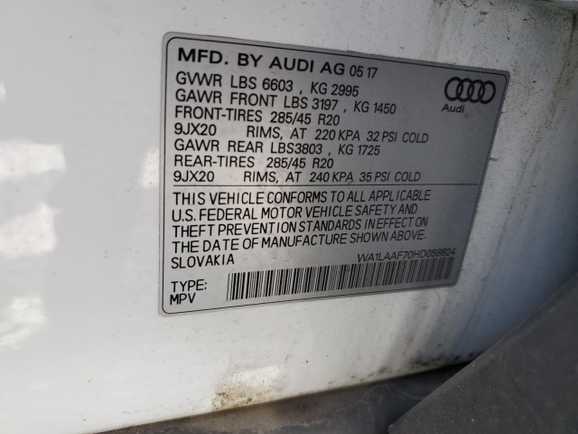 MFD. BY AUDI AG 05 17
GVWR LBS 6603 , KG 2995
GAWR FRONT LBS 3197 , KG 1450
FRONT-TIRES 285/45 R20
9JX20 RIMS, AT 220 KPA 32 PSI COLD
GAWR REAR LBS3803 , KG 1725
REAR-TIRES 285/45 R20
9JX20 RIMS, AT 240 KPA 35 PSI COLD
Audi
THIS VEHICLE CONFORMS TO ALL APPLICABLE
U.S. FEDERAL MOTOR VEHICLE SAFETY AND
THEFT PREVENTION STANDARDS IN EFFECT ON
THE DATE OF MANUFACTURE SHOWN ABOVE.
SLOVAKIA
TYPE:
MPV